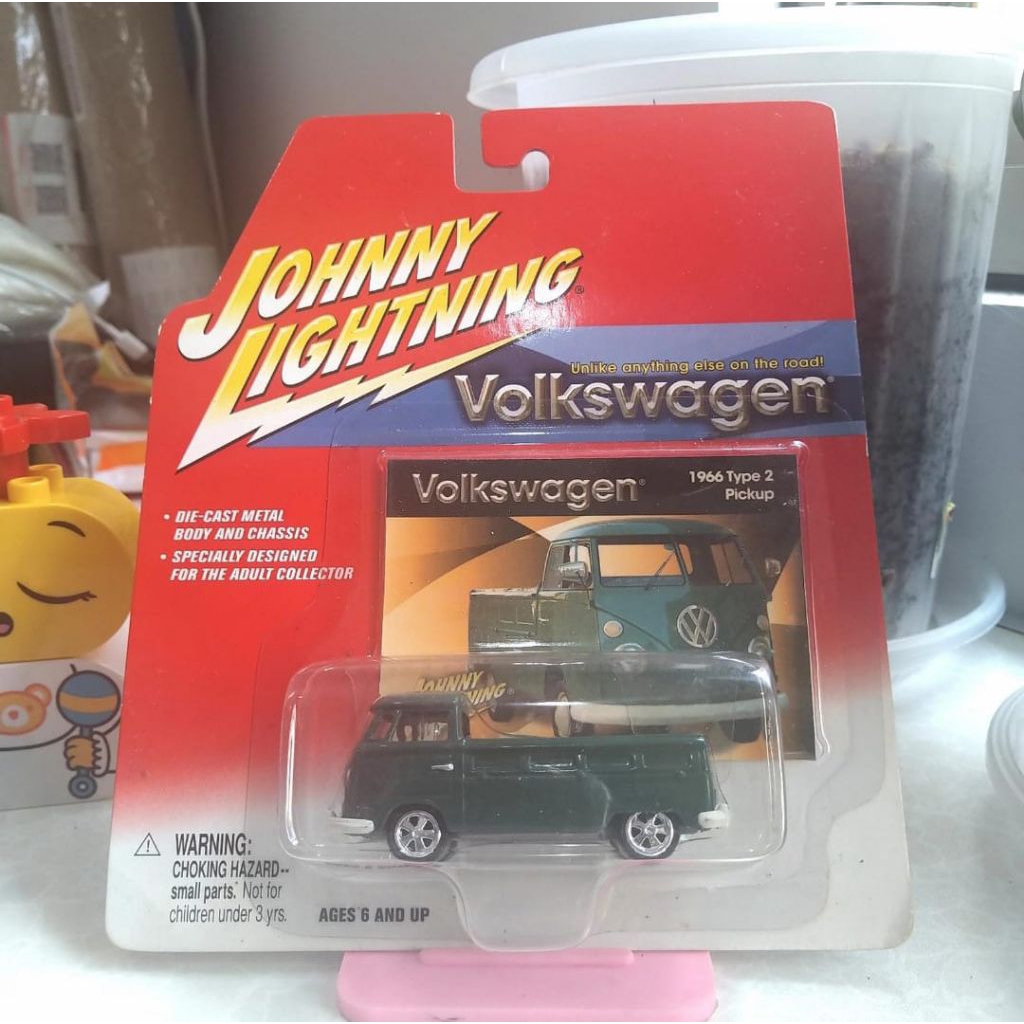 JOHNNY
LIGHTNING®
Unlike anything else on the road!
Volkswagen®
Volkswagen®
1966 Type 2
Pickup
• DIE-CAST METAL
BODY AND CHASSIS
• SPECIALLY DESIGNED
FOR THE ADULT COLLECTOR
JOHNNY
WARNING:
CHOKING HAZARD--
small parts. Not for
children under 3 yrs.
AGES 6 AND UP